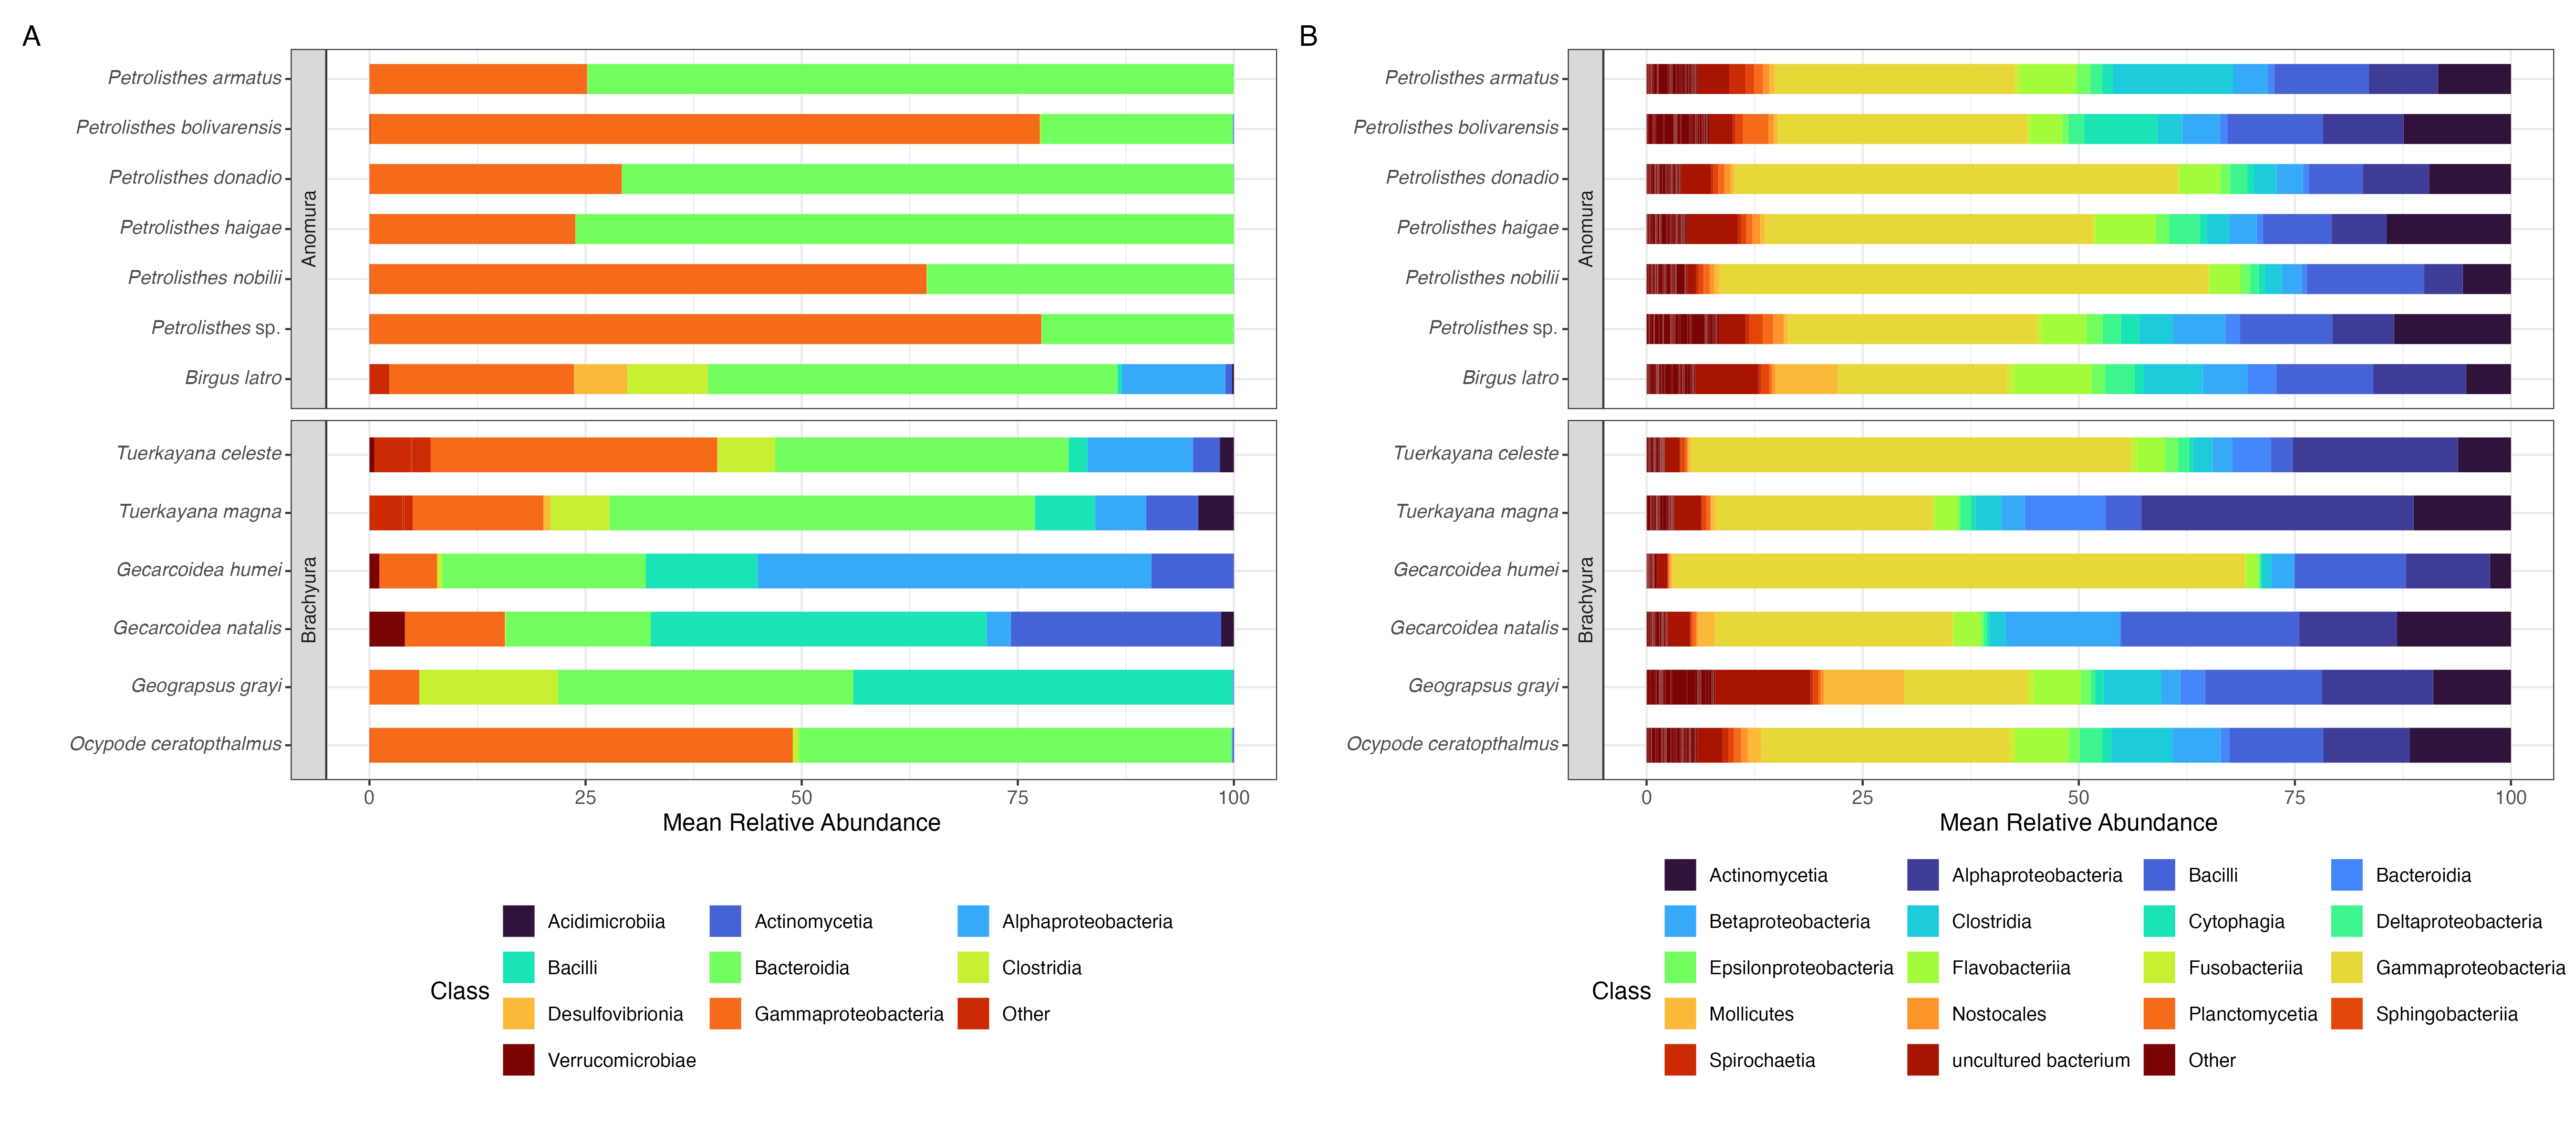 A
Petrolisthes armatus
Petrolisthes bolivarensis
Petrolisthes donadio
Petrolisthes haigae
Petrolisthes nobilii
Petrolisthes sp.
Birgus latro
Anomura
Tuerkayana celeste
Tuerkayana magna
Gecarcoidea humei
Gecarcoidea natalis
Geograpsus grayi
Ocypode ceratopthalmus
Brachyura
0 25 50 75 100
Mean Relative Abundance
Class
Acidimicrobiia Actinomycetia Alphaproteobacteria
Bacilli Bacteroidia Clostridia
Desulfovibrionia Gammaproteobacteria Other
Verrucomicrobiae
B
Petrolisthes armatus
Petrolisthes bolivarensis
Petrolisthes donadio
Petrolisthes haigae
Petrolisthes nobilii
Petrolisthes sp.
Birgus latro
Anomura
Tuerkayana celeste
Tuerkayana magna
Gecarcoidea humei
Gecarcoidea natalis
Geograpsus grayi
Ocypode ceratopthalmus
Brachyura
0 25 50 75 100
Mean Relative Abundance
Class
Actinomycetia Alphaproteobacteria Bacilli Bacteroidia
Betaproteobacteria Clostridia Cytophagia Deltaproteobacteria
Epsilonproteobacteria Flavobacteriia Fusobacteriia Gammaproteobacteria
Mollicutes Nostocales Planctomycetia Sphingobacteriia
Spirochaetia uncultured bacterium Other